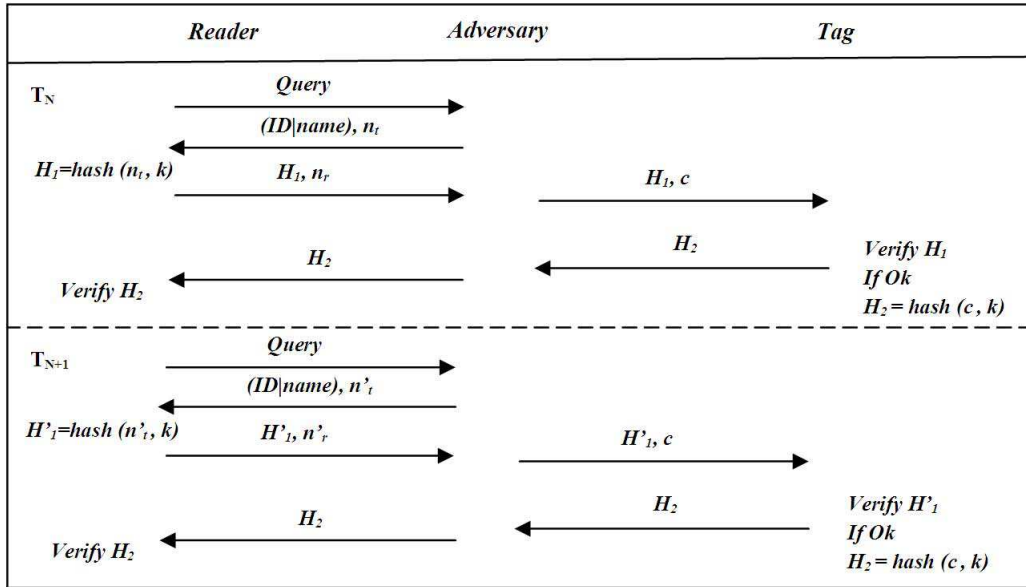 Reader Adversary Tag
T_N
Query
(ID|name), n_t
H_1=hash (n_t, k)
H_1, n_r
H_1, c
H_2
H_2
Verify H_2
Verify H_1
If Ok
H_2 = hash (c, k)
T_N+1
Query
(ID|name), n'_t
H'_1=hash (n'_t, k)
H'_1, n'_r
H'_1, c
H_2
H_2
Verify H_2
Verify H'_1
If Ok
H_2 = hash (c, k)